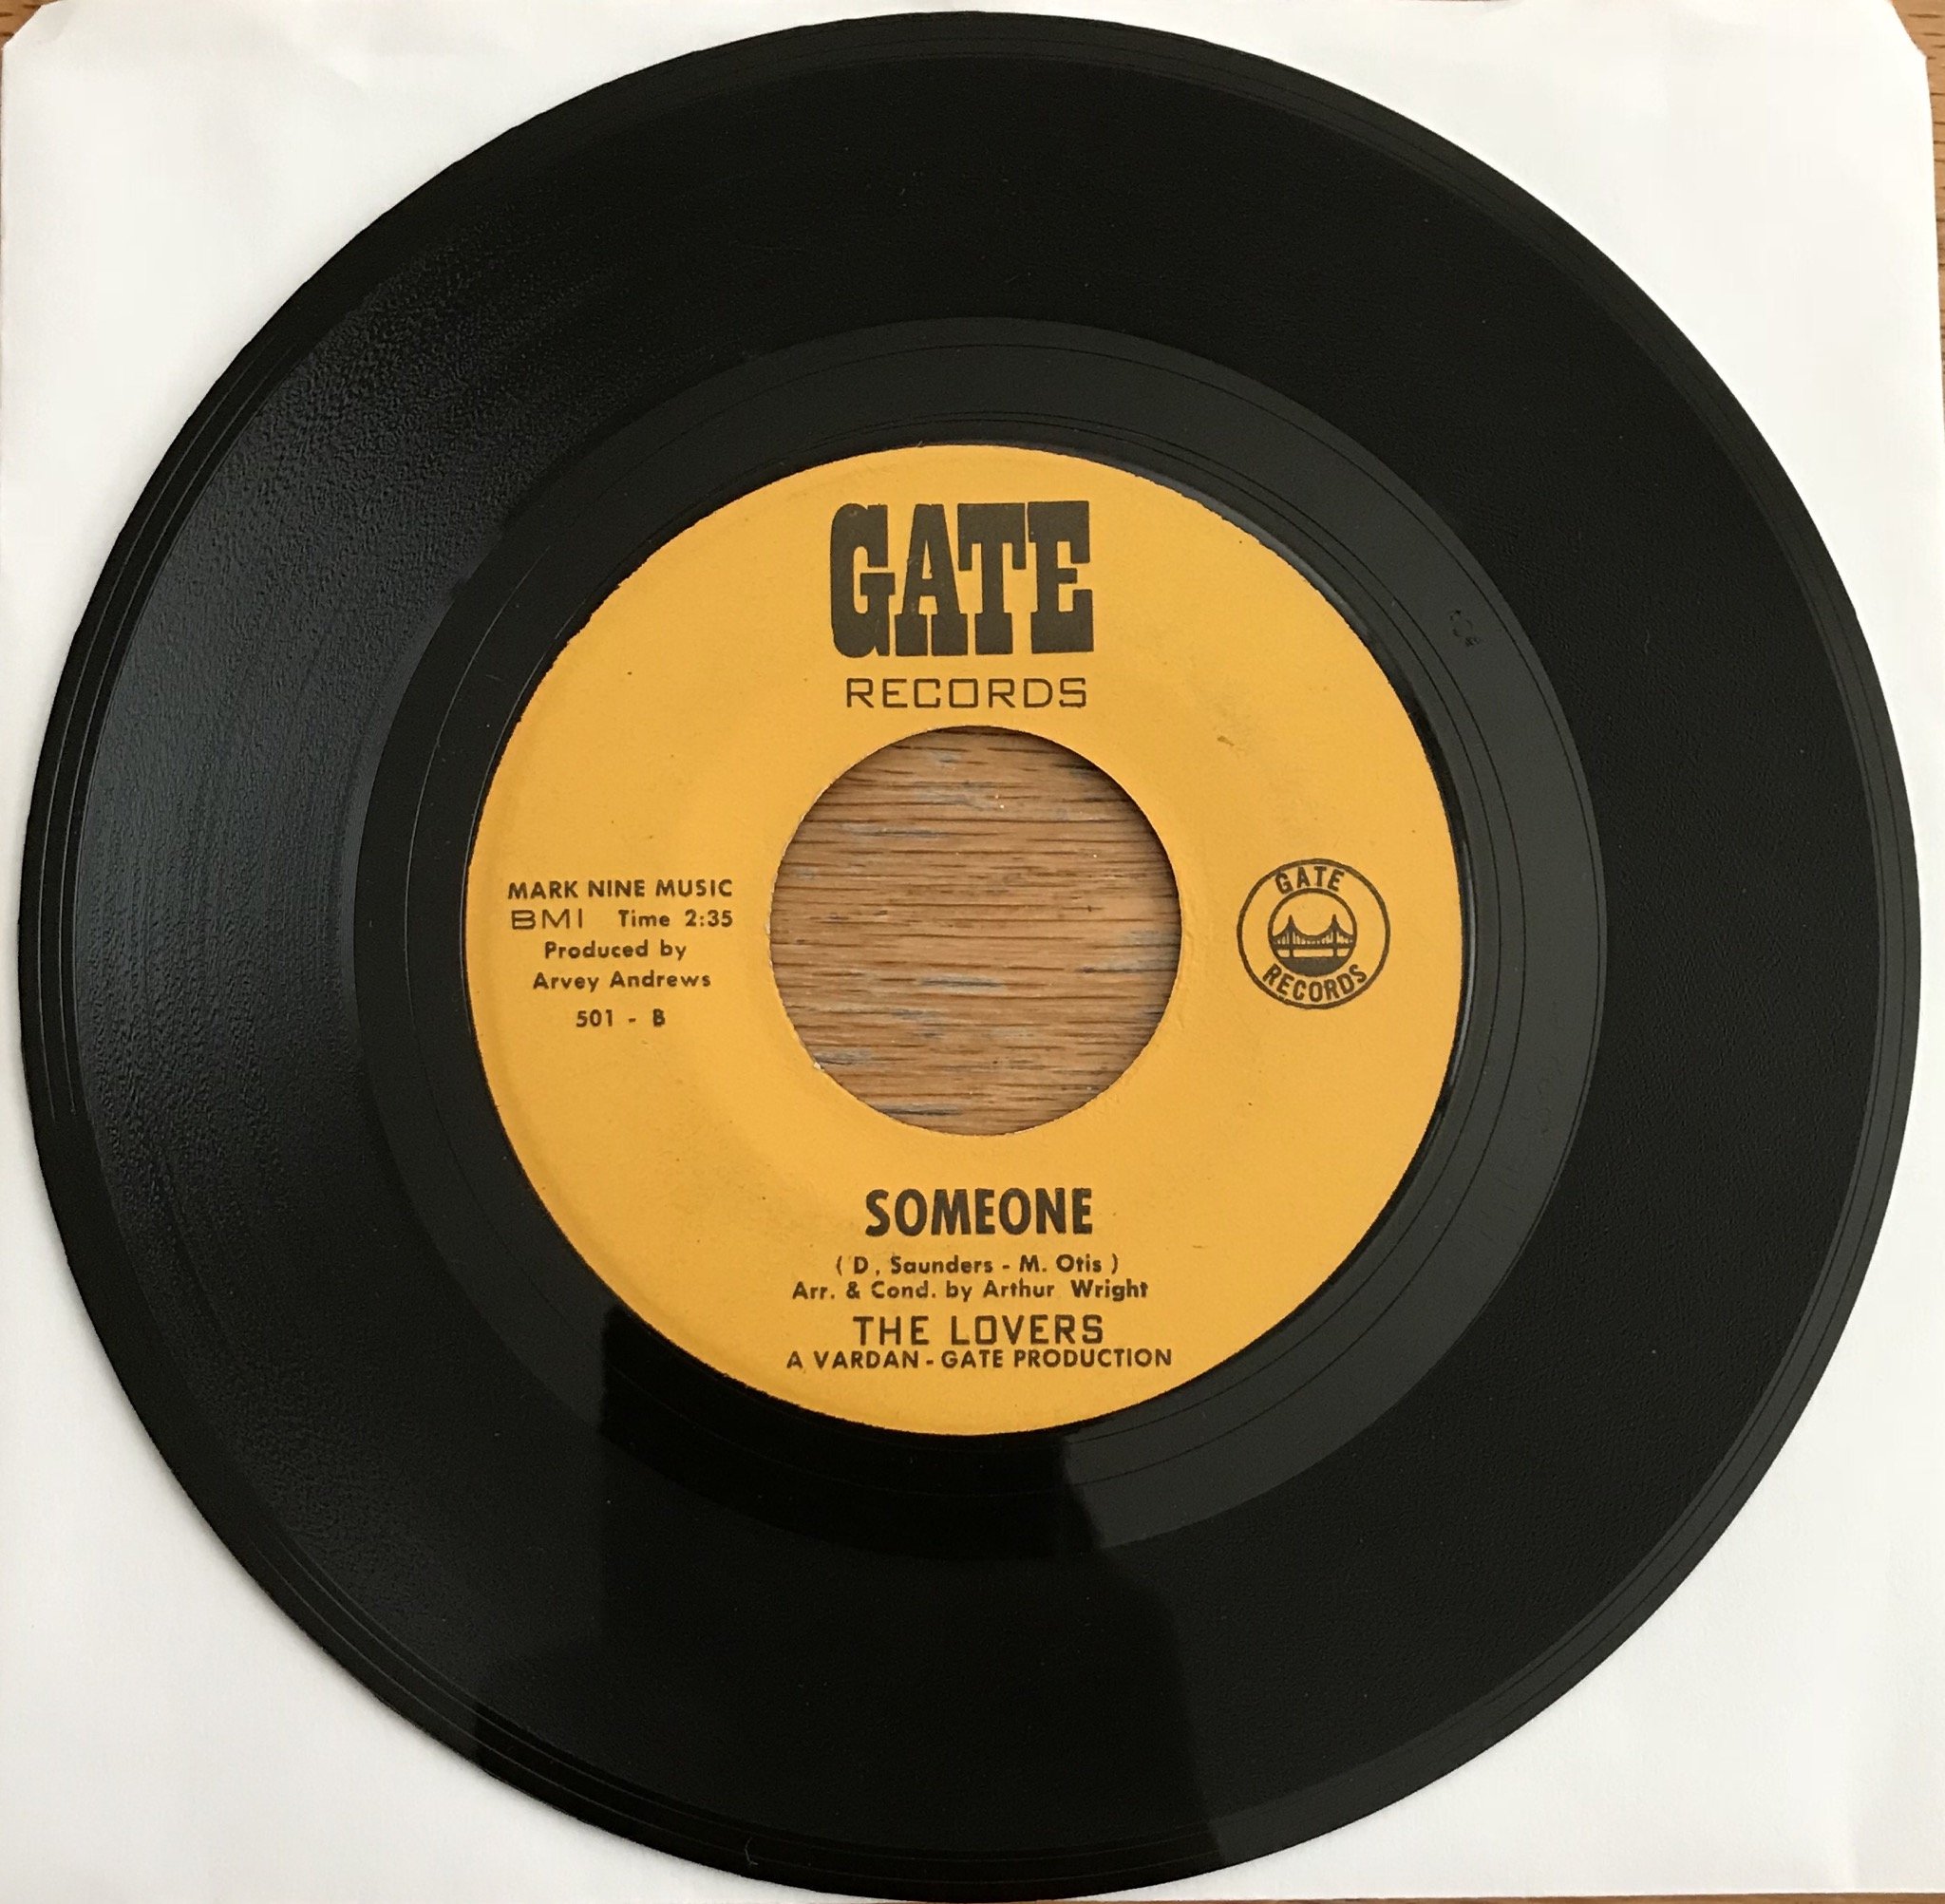 GATE
RECORDS
MARK NINE MUSIC
BMI Time 2:35
Produced by
Arvey Andrews
501 - B
GATE
RECORDS
SOMEONE
( D. Saunders - M. Otis )
Arr. & Cond. by Arthur Wright
THE LOVERS
A VARDAN - GATE PRODUCTION